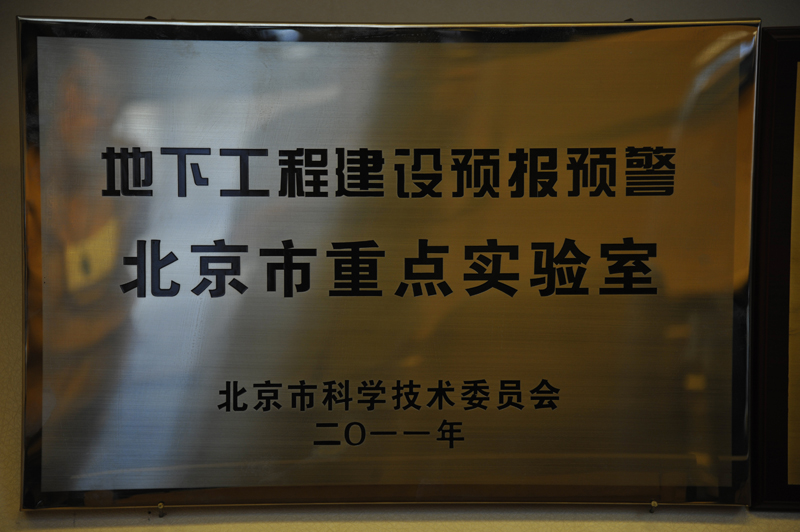 地下工程建设预报预警
北京市重点实验室
北京市科学技术委员会
二O一一年